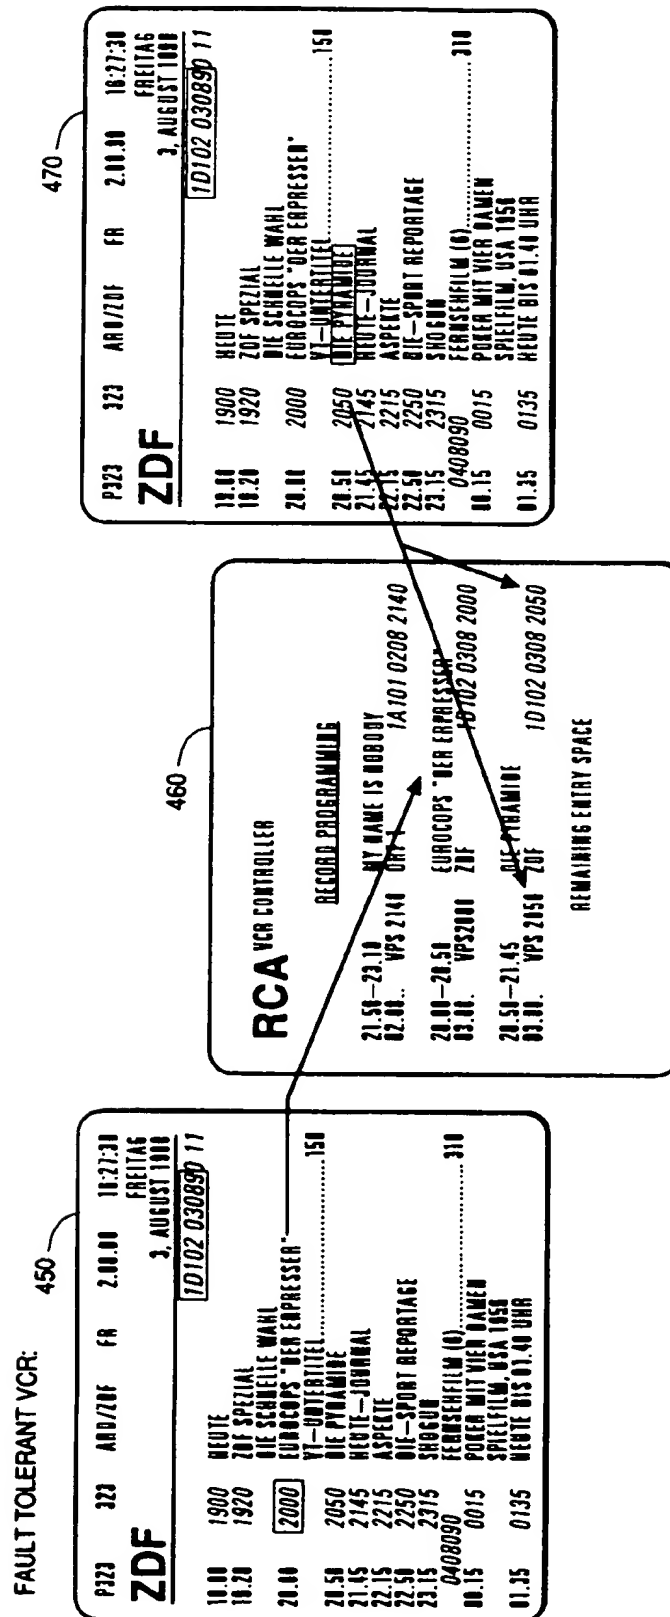 FAULT TOLERANT VCR:
450
P323 323 ARD/ZDF FR 2.08.90 18:27:30
ZDF FREITAG
3, AUGUST 1990
1D102 030890 11
19.00 1900 HEUTE
19.20 1920 ZDF SPEZIAL
DIE SCHNELLE WAHL
20.00 2000 EUROCOPS "DER ERPRESSER"
VT-UNTERTITEL....................150
20.50 2050 DIE PYRAMIDE
21.45 2145 HEUTE-JOURNAL
22.15 2215 ASPEKTE
22.50 2250 DIE-SPORT REPORTAGE
23.15 2315 SHOGUN
0408090 FERNSEHFILM (6)....................310
00.15 0015 POKER MIT VIER DAMEN
SPIELFILM, USA 1958
01.35 0135 HEUTE BIS 01.40 UHR
460
RCA VCR CONTROLLER
RECORD PROGRAMMING
21.50-23.10 MY NAME IS NOBODY
02.08.. VPS 2140 ORF 1 1A101 0208 2140
20.00-20.50 EUROCOPS "DER ERPRESSER"
03.08.. VPS2000 ZDF 1D102 0308 2000
20.50-21.45 DIE PYRAMIDE
03.08.. VPS 2050 ZDF 1D102 0308 2050
REMAINING ENTRY SPACE
470
P323 323 ARD/ZDF FR 2.08.90 18:27:30
ZDF FREITAG
3, AUGUST 1990
1D102 030890 11
19.00 1900 HEUTE
19.20 1920 ZDF SPEZIAL
DIE SCHNELLE WAHL
20.00 2000 EUROCOPS "DER ERPRESSER"
VT-UNTERTITEL....................150
20.50 2050 DIE PYRAMIDE
21.45 2145 HEUTE-JOURNAL
22.15 2215 ASPEKTE
22.50 2250 DIE-SPORT REPORTAGE
23.15 2315 SHOGUN
0408090 FERNSEHFILM (6)....................310
00.15 0015 POKER MIT VIER DAMEN
SPIELFILM, USA 1958
01.35 0135 HEUTE BIS 01.40 UHR